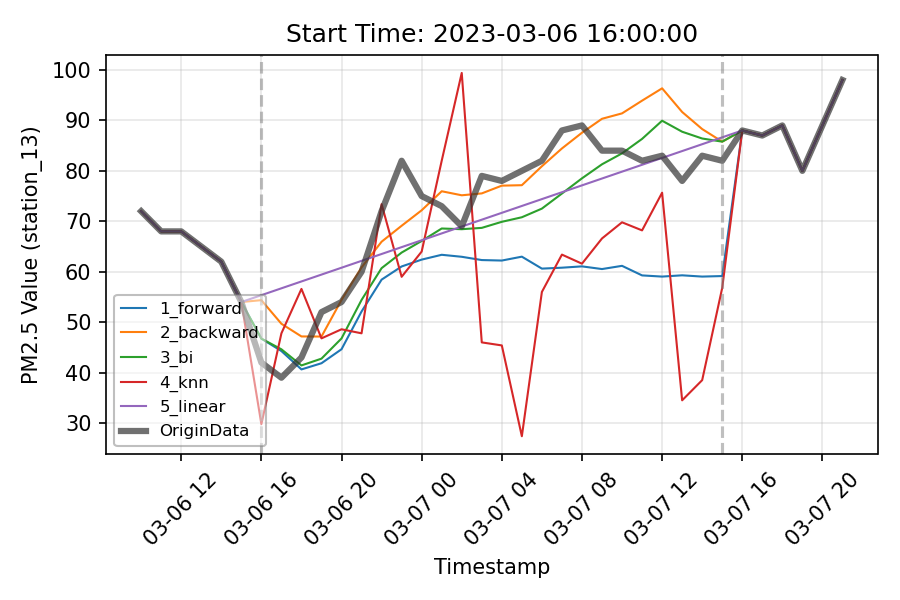 Start Time: 2023-03-06 16:00:00
PM2.5 Value (station_13)
100
90
80
70
60
50
40
30
1_forward
2_backward
3_bi
4_knn
5_linear
OriginData
03-06 12
03-06 16
03-06 20
03-07 00
03-07 04
03-07 08
03-07 12
03-07 16
03-07 20
Timestamp